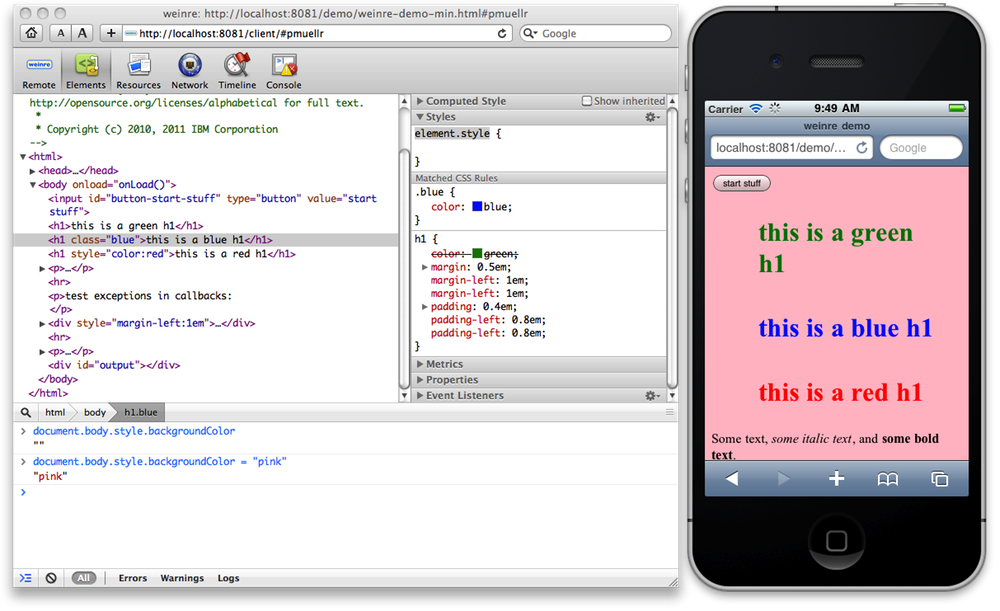 weinre: http://localhost:8081/demo/weinre-demo-min.html#pmuellr
A A + http://localhost:8081/client/#pmuellr Google
weinre
Remote Elements Resources Network Timeline Console
http://opensource.org/licenses/alphabetical for full text.
*
* Copyright (c) 2010, 2011 IBM Corporation
-->
<html>
<head>…</head>
<body onload="onLoad()">
<input id="button-start-stuff" type="button" value="start
stuff">
<h1>this is a green h1</h1>
<h1 class="blue">this is a blue h1</h1>
<h1 style="color:red">this is a red h1</h1>
<p>…</p>
<hr>
<p>test exceptions in callbacks:
</p>
<div style="margin-left:1em">…</div>
<hr>
<p>…</p>
<div id="output"></div>
</body>
</html>
Computed Style Show inherited
Styles
element.style {
}
Matched CSS Rules
.blue {
color: blue;
}
h1 {
color: green;
margin: 0.5em;
margin-left: 1em;
margin-left: 1em;
padding: 0.4em;
padding-left: 0.8em;
padding-left: 0.8em;
}
Metrics
Properties
Event Listeners
html body h1.blue
> document.body.style.backgroundColor
""
> document.body.style.backgroundColor = "pink"
"pink"
>
All Errors Warnings Logs
Carrier 9:49 AM
weinre demo
localhost:8081/demo/... Google
start stuff
this is a green
h1
this is a blue h1
this is a red h1
Some text, some italic text, and some bold
text.